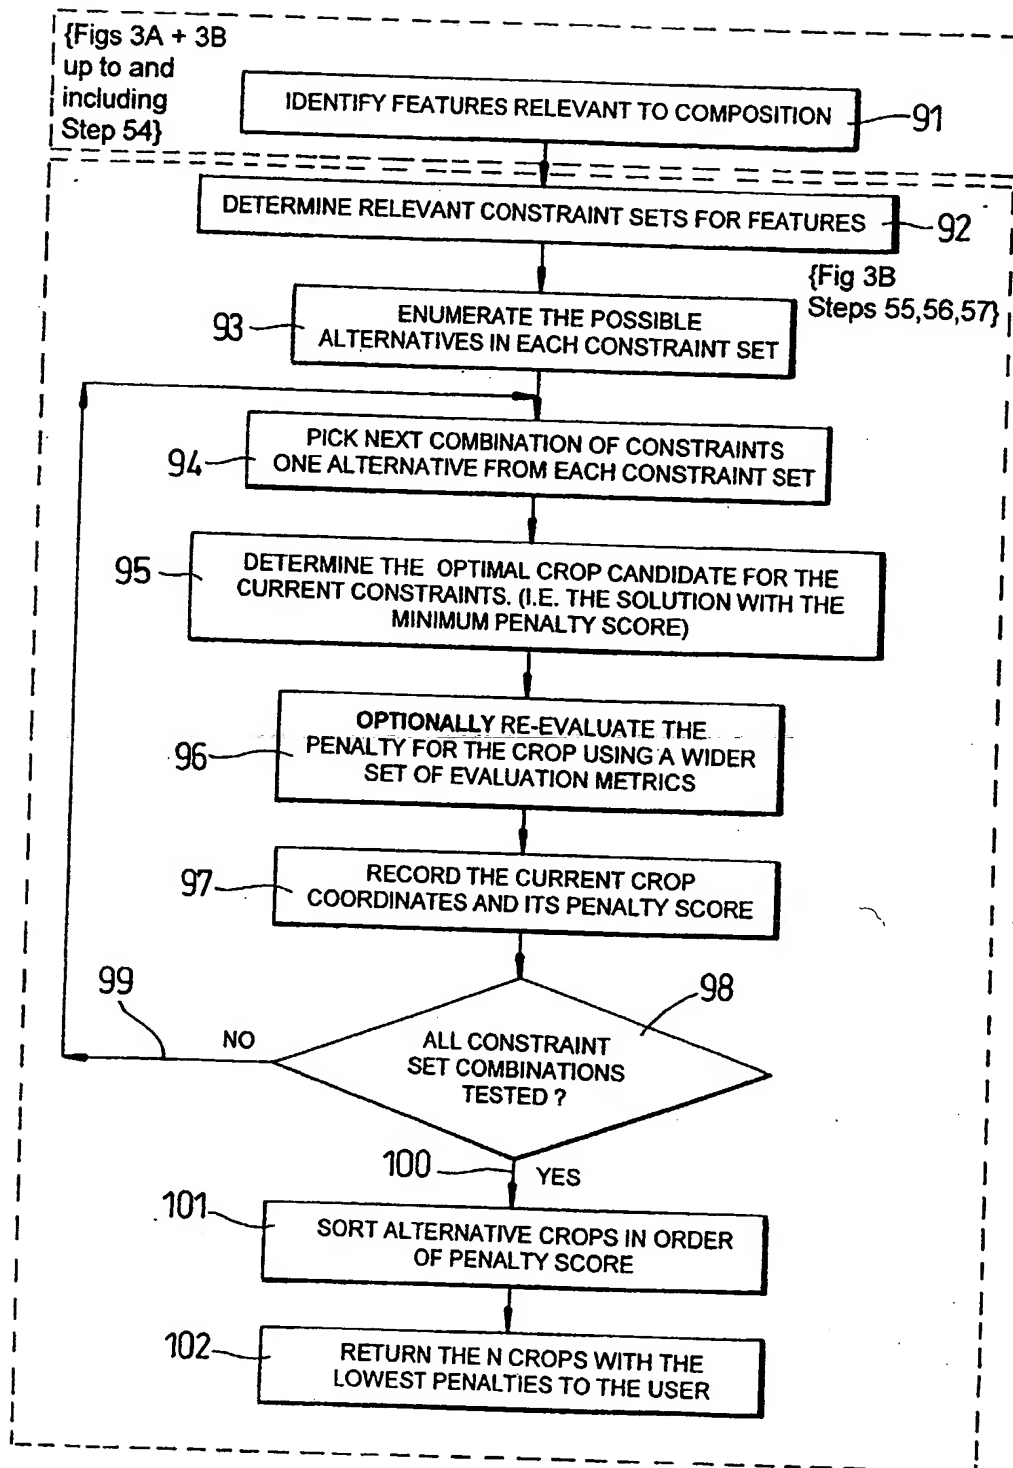 {Figs 3A + 3B
up to and
including
Step 54}
IDENTIFY FEATURES RELEVANT TO COMPOSITION
91
DETERMINE RELEVANT CONSTRAINT SETS FOR FEATURES
92
{Fig 3B
Steps 55,56,57}
93
ENUMERATE THE POSSIBLE
ALTERNATIVES IN EACH CONSTRAINT SET
94
PICK NEXT COMBINATION OF CONSTRAINTS
ONE ALTERNATIVE FROM EACH CONSTRAINT SET
95
DETERMINE THE OPTIMAL CROP CANDIDATE FOR THE
CURRENT CONSTRAINTS. (I.E. THE SOLUTION WITH THE
MINIMUM PENALTY SCORE)
96
OPTIONALLY RE-EVALUATE THE
PENALTY FOR THE CROP USING A WIDER
SET OF EVALUATION METRICS
97
RECORD THE CURRENT CROP
COORDINATES AND ITS PENALTY SCORE
99
98
NO
ALL CONSTRAINT
SET COMBINATIONS
TESTED ?
100
YES
101
SORT ALTERNATIVE CROPS IN ORDER
OF PENALTY SCORE
102
RETURN THE N CROPS WITH THE
LOWEST PENALTIES TO THE USER